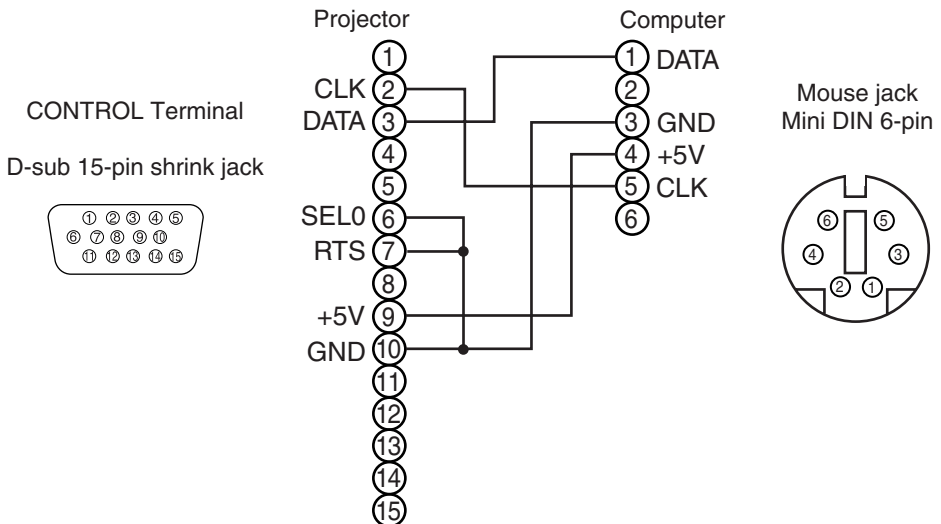 Projector
Computer
CONTROL Terminal
D-sub 15-pin shrink jack
① ② ③ ④ ⑤
⑥ ⑦ ⑧ ⑨ ⑩
⑪ ⑫ ⑬ ⑭ ⑮
①
CLK ②
DATA ③
④
⑤
SEL0 ⑥
RTS ⑦
⑧
+5V ⑨
GND ⑩
⑪
⑫
⑬
⑭
⑮
① DATA
②
③ GND
④ +5V
⑤ CLK
⑥
Mouse jack
Mini DIN 6-pin
⑥ ⑤
④ ③
② ①